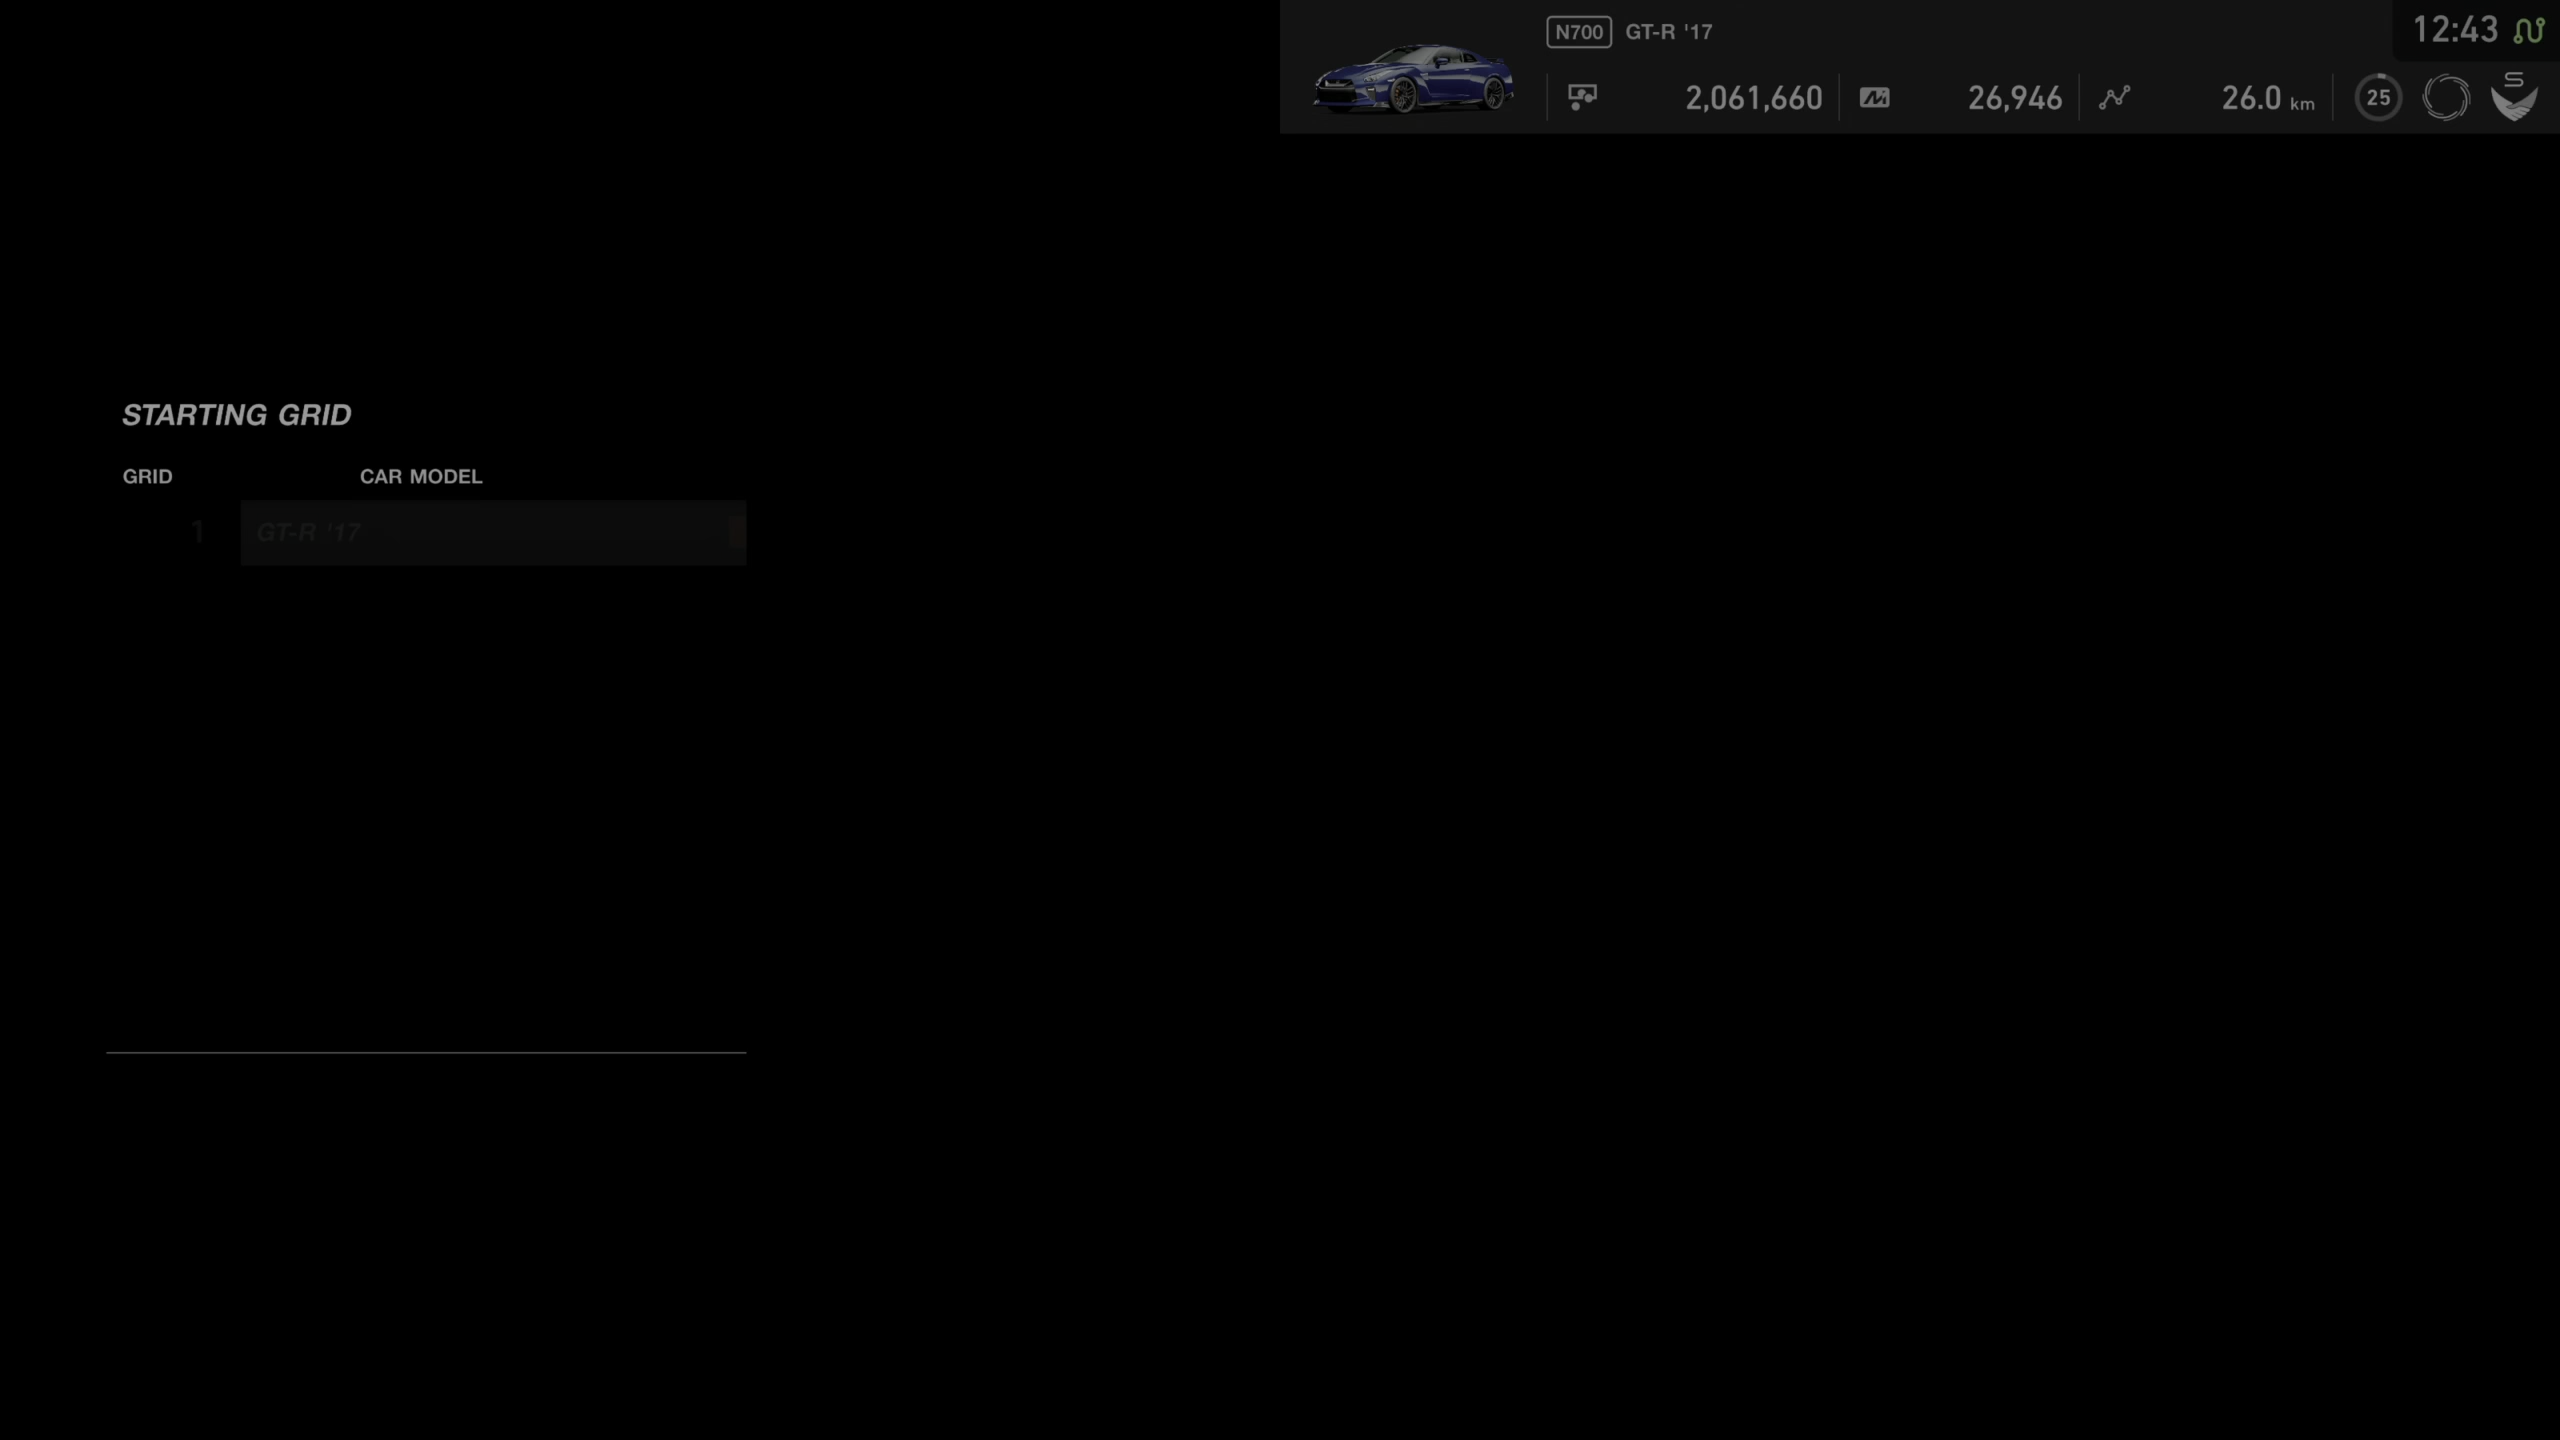 N700 GT-R '17
12:43
2,061,660
26,946
26.0 km
25
S
STARTING GRID
GRID CAR MODEL
1 GT-R '17